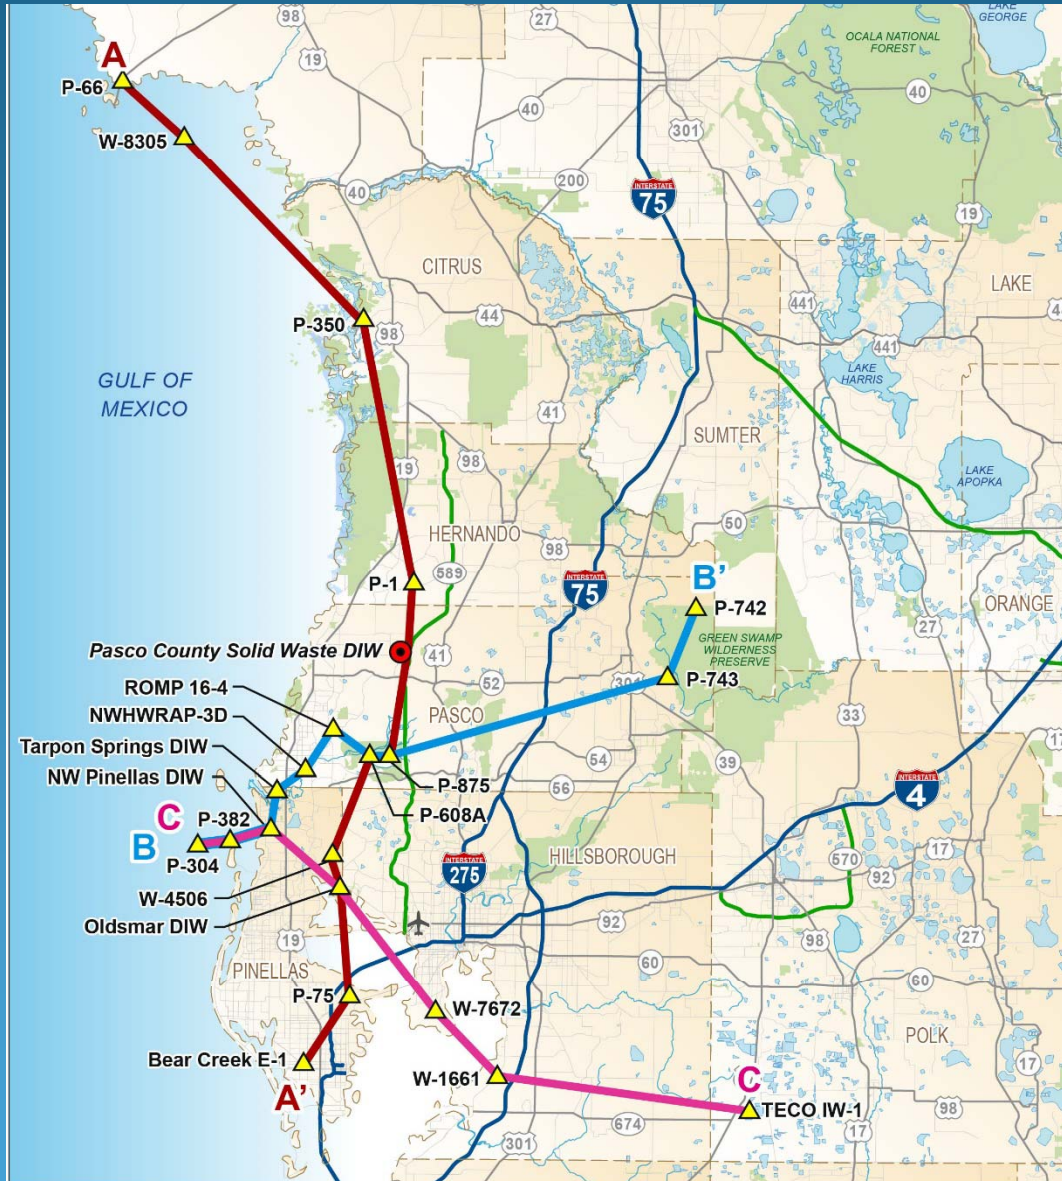 98
27
LAKE
GEORGE
A
19
OCALA NATIONAL
FOREST
P-66
40
40
W-8305
301
40
200
INTERSTATE
75
19
CITRUS
LAKE
P-350
98
44
441
441
GULF OF
MEXICO
LAKE
HARRIS
41
SUMTER
19
98
LAKE
APOPKA
50
HERNANDO
98
589
INTERSTATE
75
B’
P-1
P-742
ORANGE
27
GREEN SWAMP
WILDERNESS
PRESERVE
Pasco County Solid Waste DIW
41
52
301
P-743
ROMP 16-4
NWHWRAP-3D
PASCO
33
17
Tarpon Springs DIW
54
39
NW Pinellas DIW
56
P-875
INTERSTATE
4
C
P-382
P-608A
B
P-304
HILLSBOROUGH
570
17
INTERSTATE
275
92
W-4506
Oldsmar DIW
92
98
27
19
60
60
PINELLAS
P-75
W-7672
POLK
Bear Creek E-1
17
W-1661
C
A’
TECO IW-1
98
674
17
301